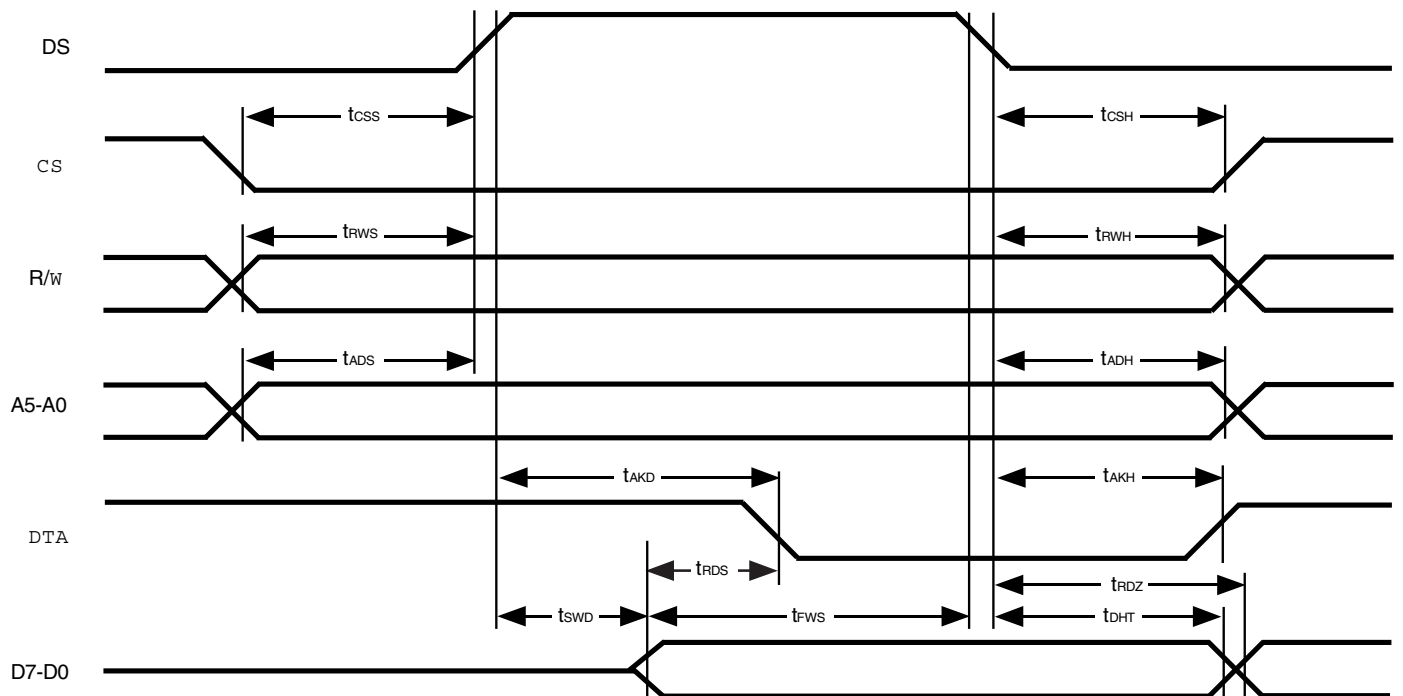 DS
tCSS tCSH
CS
tRWS tRWH
R/W
tADS tADH
A5-A0
tAKD tAKH
DTA
tRDS
tRDZ
tSWD tFWS tDHT
D7-D0